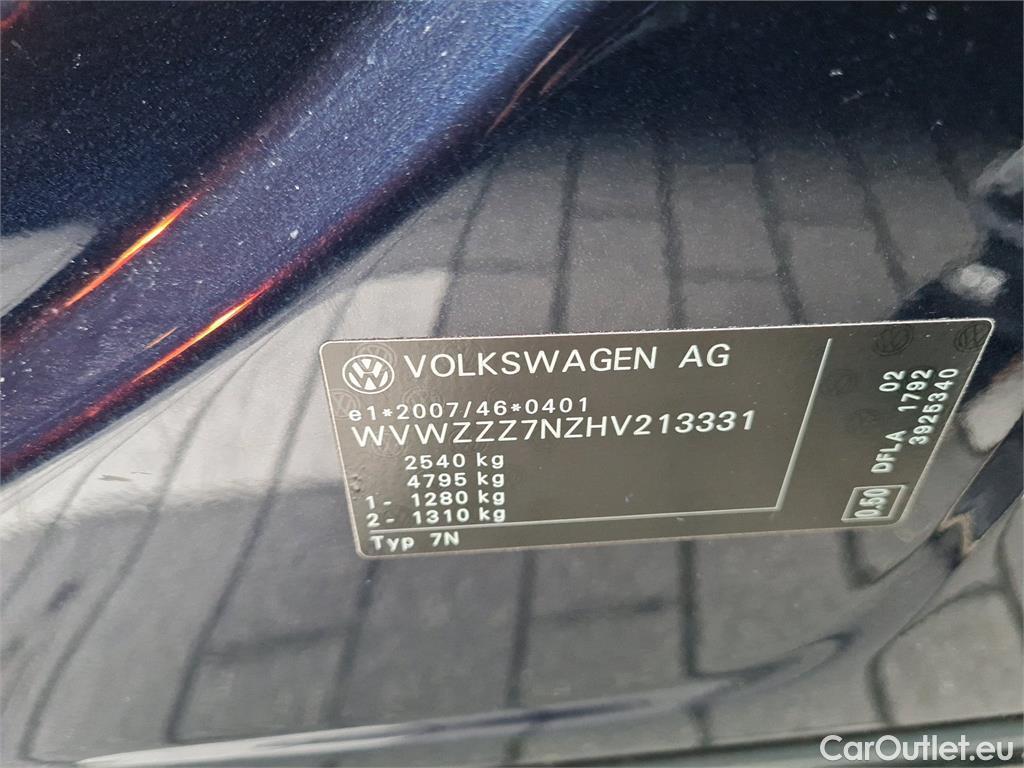 VOLKSWAGEN AG
e1*2007/46*0401
WVWZZZ7NZHV213331
2540 kg
4795 kg
1- 1280 kg
2- 1310 kg
Typ 7N
02
DFLA 1792
3925340
0.50
CarOutlet.eu